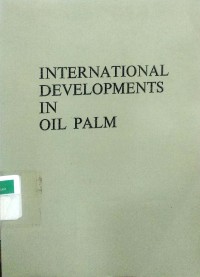 INTERNATIONAL
DEVELOPMENTS
IN
OIL PALM